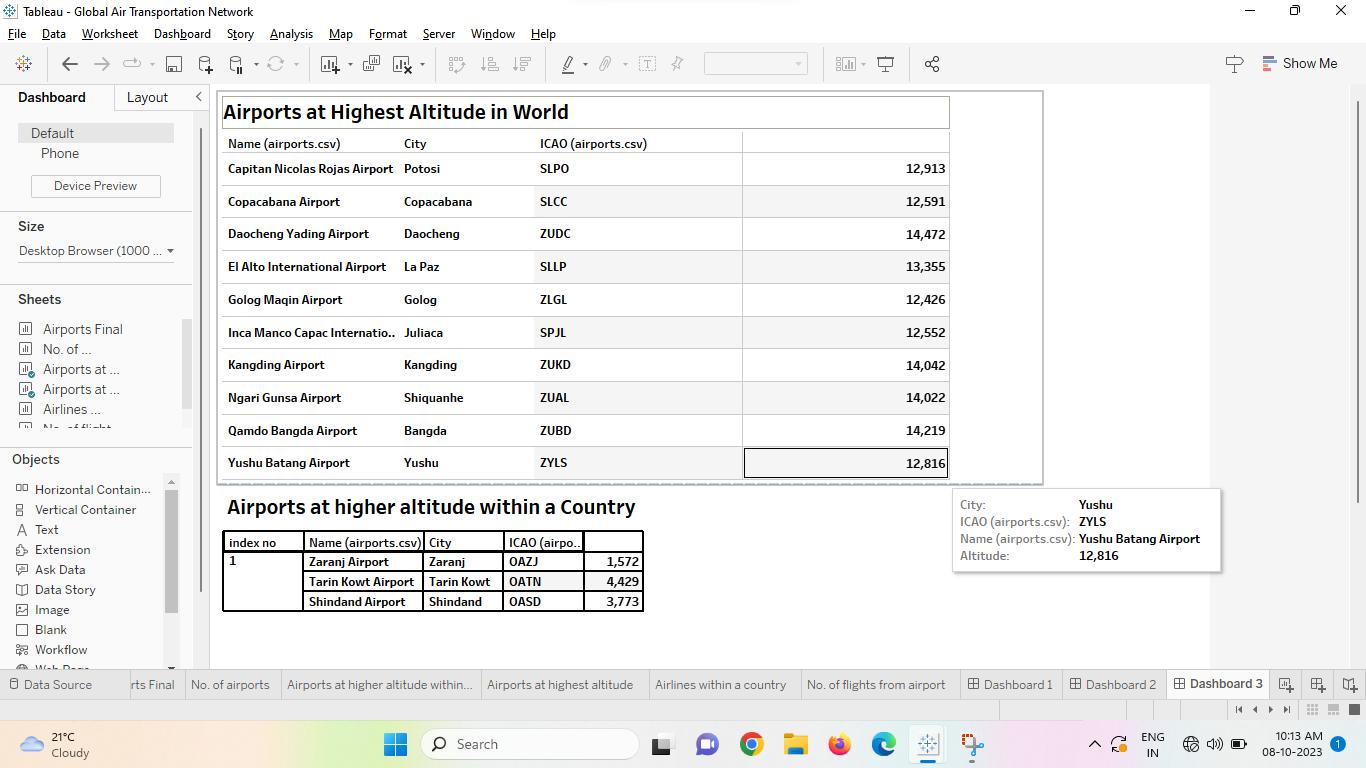 Tableau - Global Air Transportation Network
File Data Worksheet Dashboard Story Analysis Map Format Server Window Help
Show Me
Dashboard Layout
Default
Phone
Device Preview
Size
Desktop Browser (1000 ...
Sheets
Airports Final
No. of ...
Airports at ...
Airports at ...
Airlines ...
No. of flight
Objects
Horizontal Contain...
Vertical Container
Text
Extension
Ask Data
Data Story
Image
Blank
Workflow
Web Page
Airports at Highest Altitude in World
Name (airports.csv) City ICAO (airports.csv)
Capitan Nicolas Rojas Airport Potosi SLPO 12,913
Copacabana Airport Copacabana SLCC 12,591
Daocheng Yading Airport Daocheng ZUDC 14,472
El Alto International Airport La Paz SLLP 13,355
Golog Maqin Airport Golog ZLGL 12,426
Inca Manco Capac Internatio.. Juliaca SPJL 12,552
Kangding Airport Kangding ZUKD 14,042
Ngari Gunsa Airport Shiquanhe ZUAL 14,022
Qamdo Bangda Airport Bangda ZUBD 14,219
Yushu Batang Airport Yushu ZYLS 12,816
City: Yushu
ICAO (airports.csv): ZYLS
Name (airports.csv): Yushu Batang Airport
Altitude: 12,816
Airports at higher altitude within a Country
index no Name (airports.csv) City ICAO (airpo..
1 Zaranj Airport Zaranj OAZJ 1,572
Tarin Kowt Airport Tarin Kowt OATN 4,429
Shindand Airport Shindand OASD 3,773
Data Source rts Final No. of airports Airports at higher altitude within... Airports at highest altitude Airlines within a country No. of flights from airport Dashboard 1 Dashboard 2 Dashboard 3
21°C
Cloudy
Search
ENG
IN
10:13 AM
08-10-2023
1